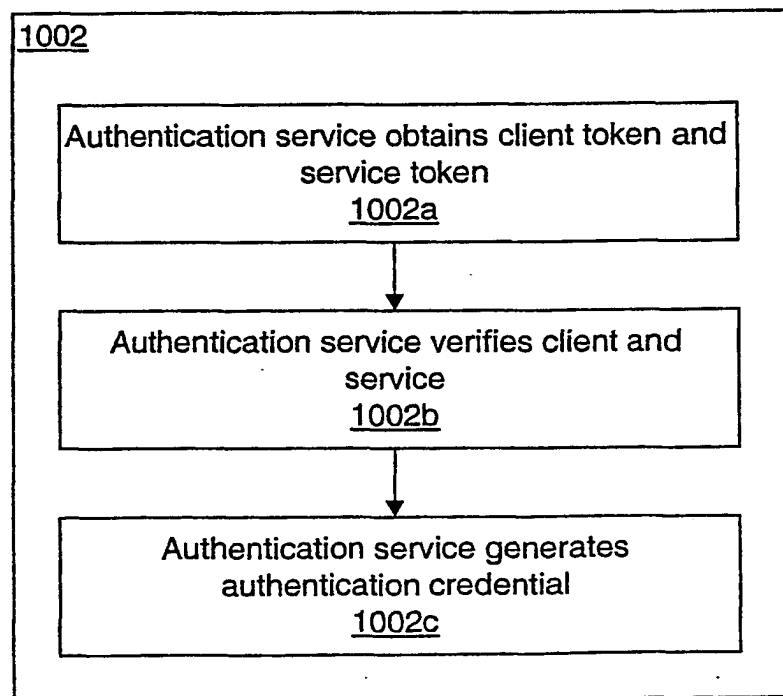 1002
Authentication service obtains client token and
service token
1002a
Authentication service verifies client and
service
1002b
Authentication service generates
authentication credential
1002c